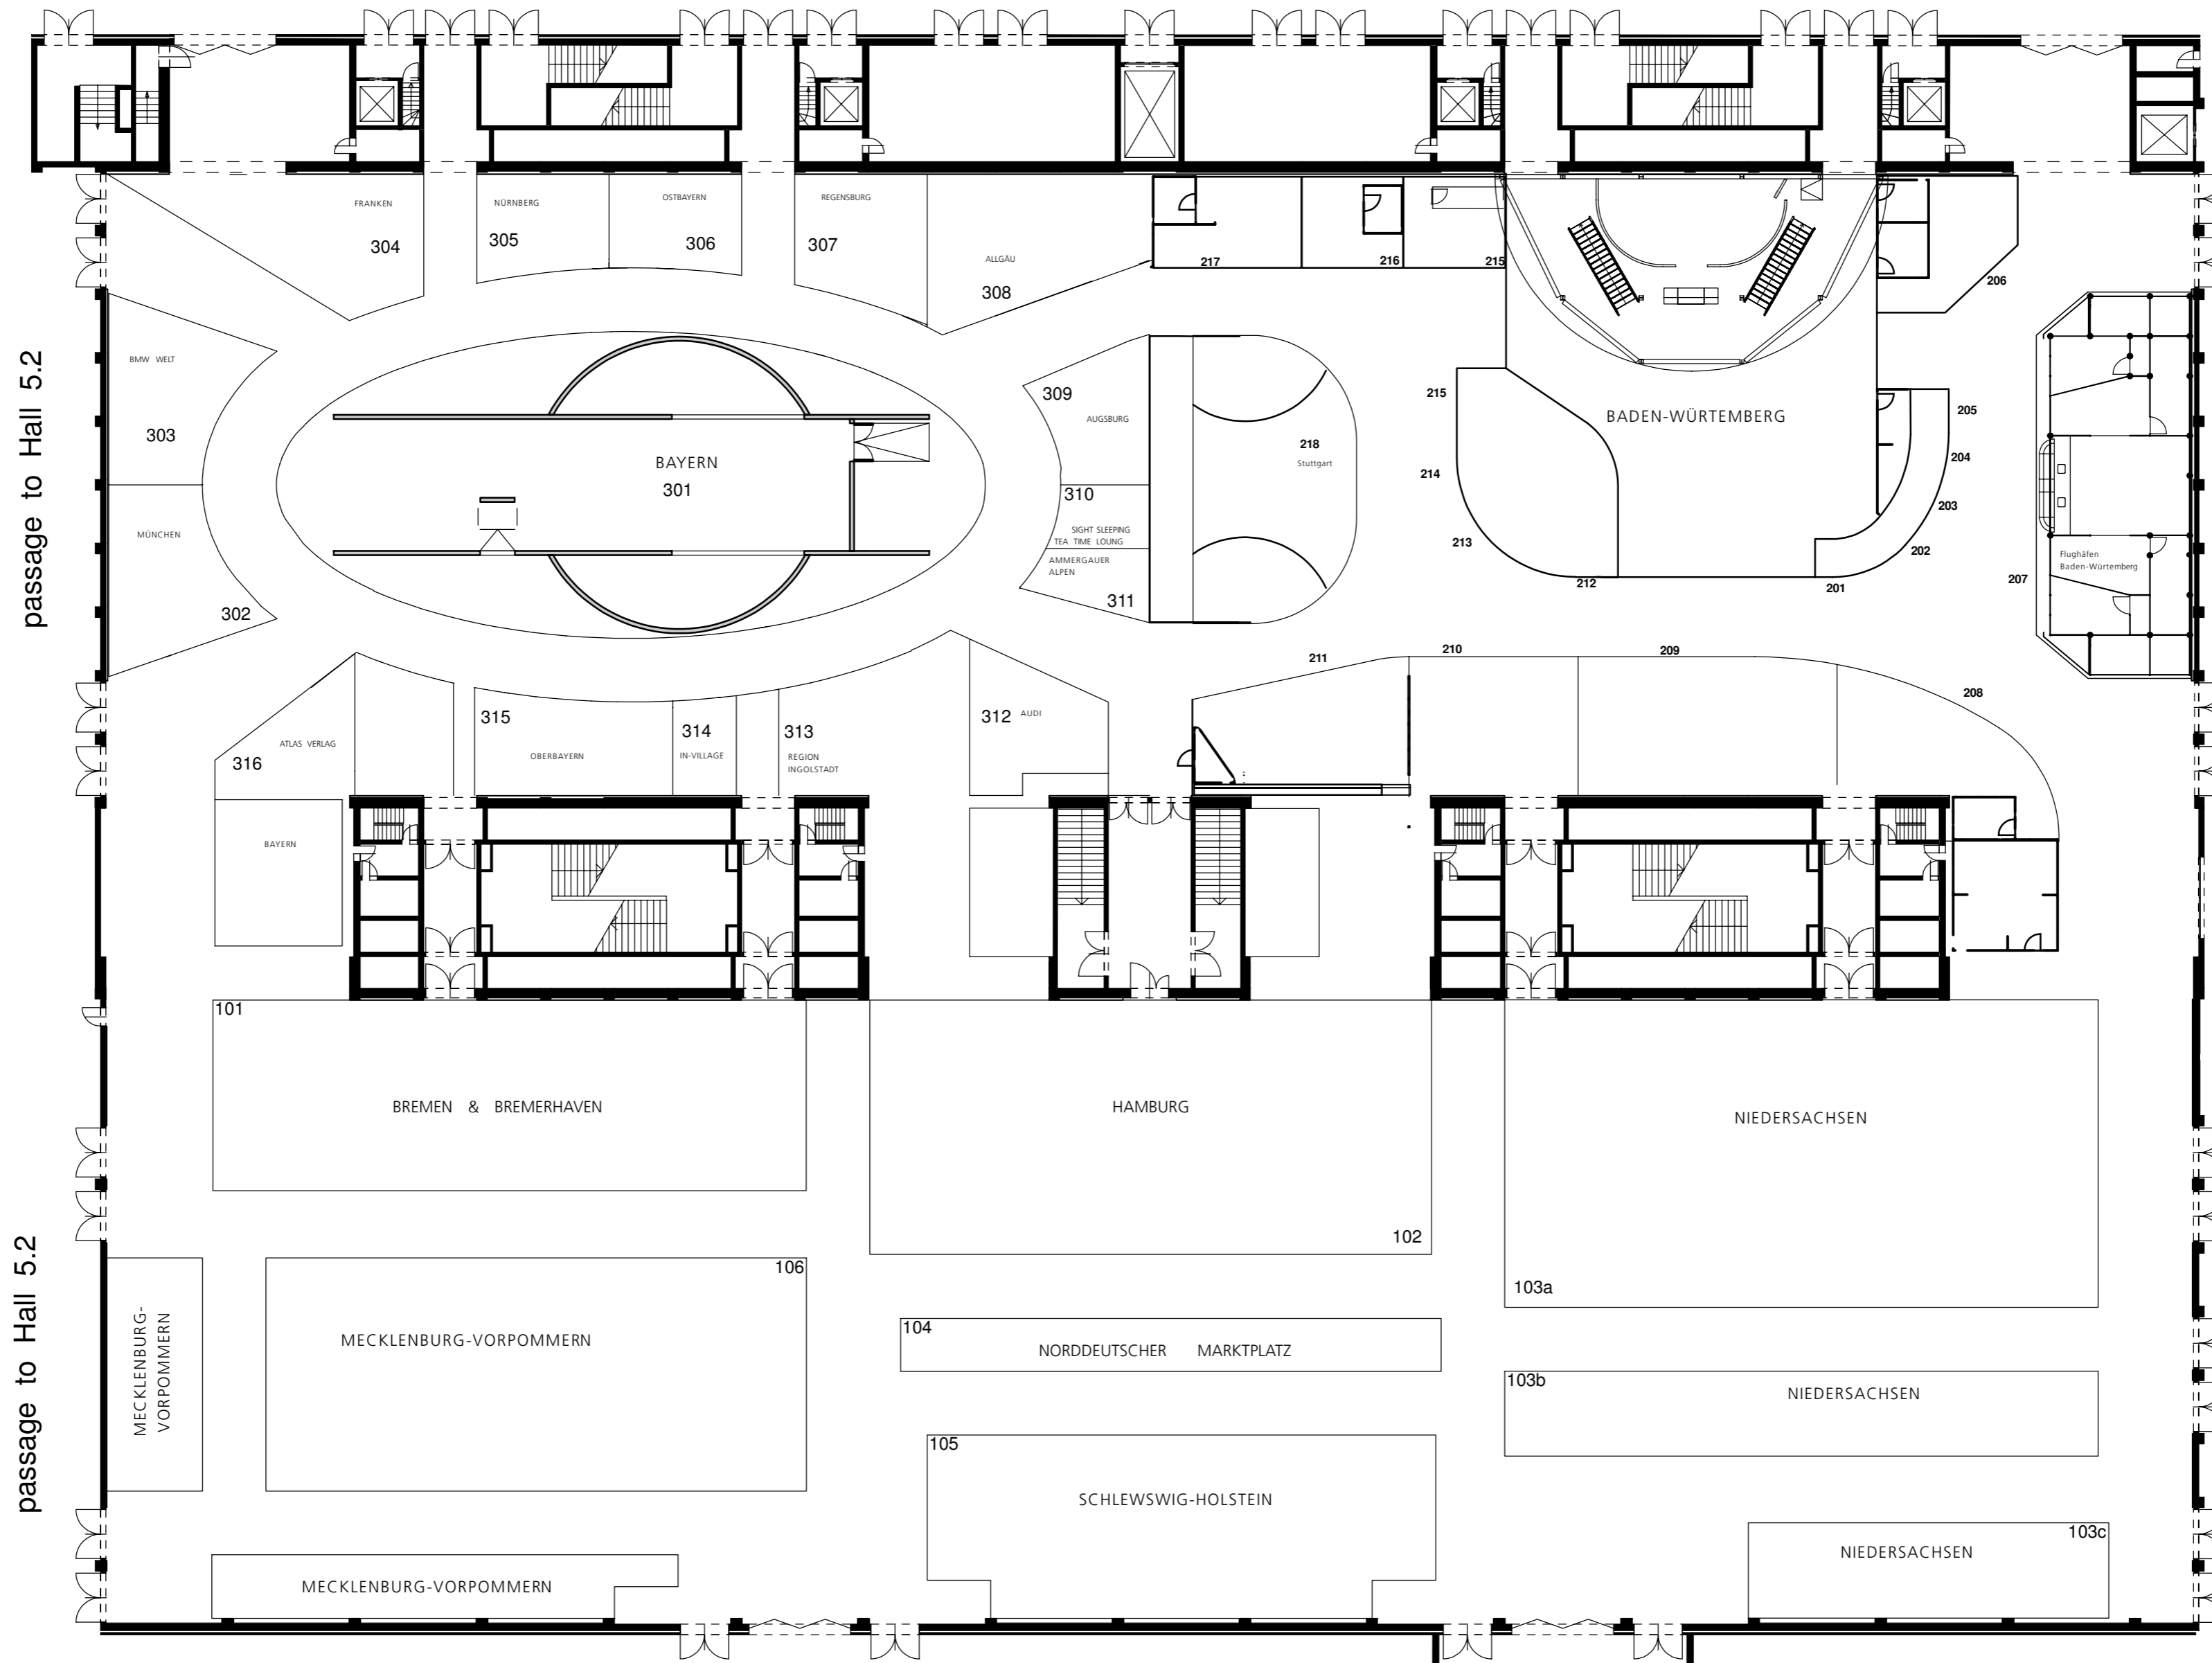 FRANKEN
304
NÜRNBERG
305
OSTBAYERN
306
REGENSBURG
307
ALLGÄU
308
217
216
215
206
passage to Hall 5.2
BMW WELT
303
MÜNCHEN
302
BAYERN
301
309
AUGSBURG
310
SIGHT SLEEPING
TEA TIME LOUNG
AMMERGAUER
ALPEN
311
218
Stuttgart
215
214
213
212
BADEN-WÜRTEMBERG
205
204
203
202
201
207
Flughäfen
Baden-Würtemberg
211
210
209
208
316
ATLAS VERLAG
315
OBERBAYERN
314
IN-VILLAGE
313
REGION
INGOLSTADT
312 AUDI
BAYERN
101
BREMEN & BREMERHAVEN
HAMBURG
102
NIEDERSACHSEN
103a
passage to Hall 5.2
MECKLENBURG-
VORPOMMERN
106
MECKLENBURG-VORPOMMERN
104
NORDDEUTSCHER MARKTPLATZ
103b
NIEDERSACHSEN
105
SCHLEWSWIG-HOLSTEIN
103c
NIEDERSACHSEN
MECKLENBURG-VORPOMMERN